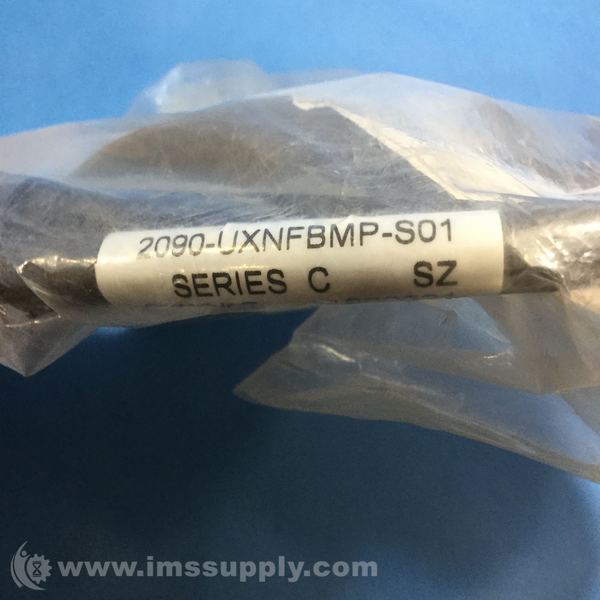 2090-UXNFBMP-S01
SERIES C SZ
www.imssupply.com